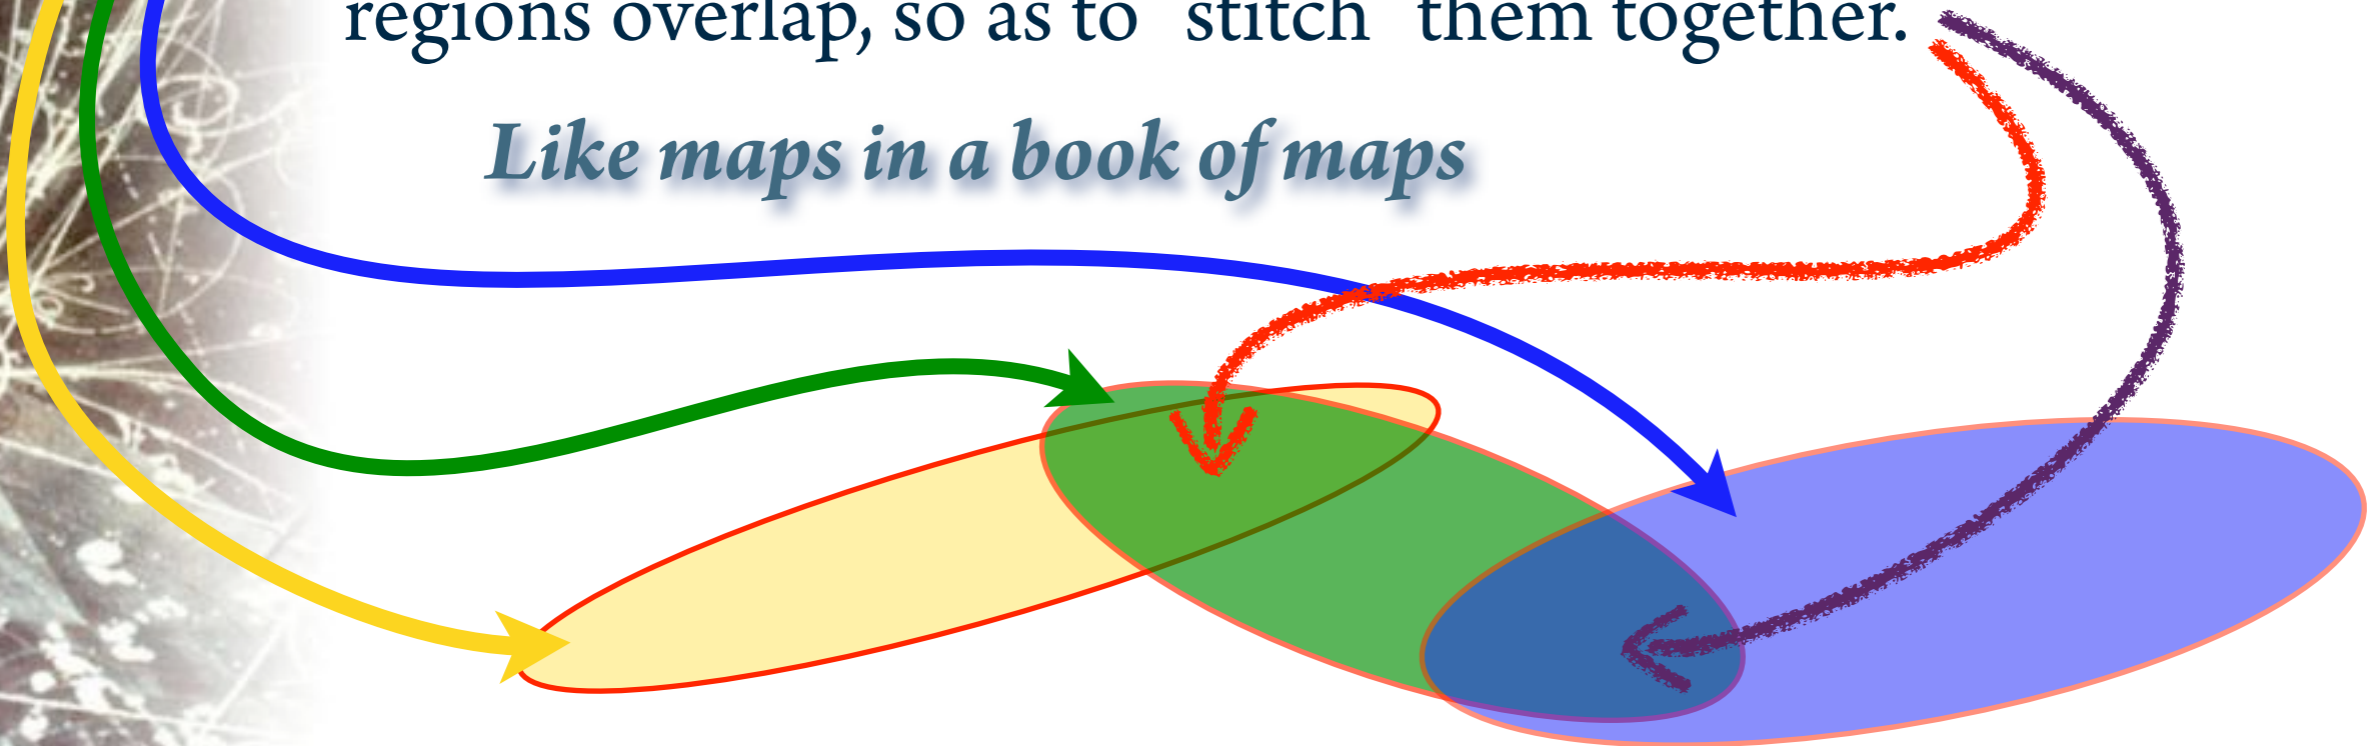 regions overlap, so as to "stitch" them together.
Like maps in a book of maps